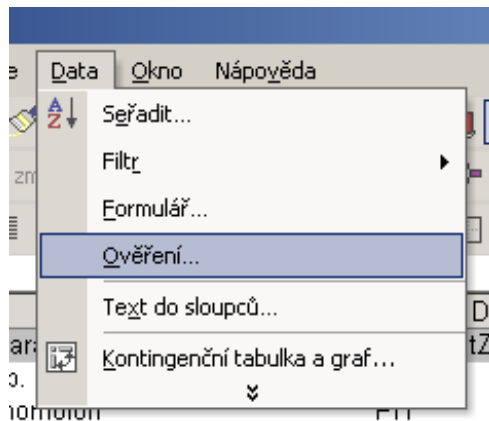 Data Okno Nápověda
Seřadit...
Filtr
Formulář...
Ověření...
Text do sloupců...
Kontingenční tabulka a graf...